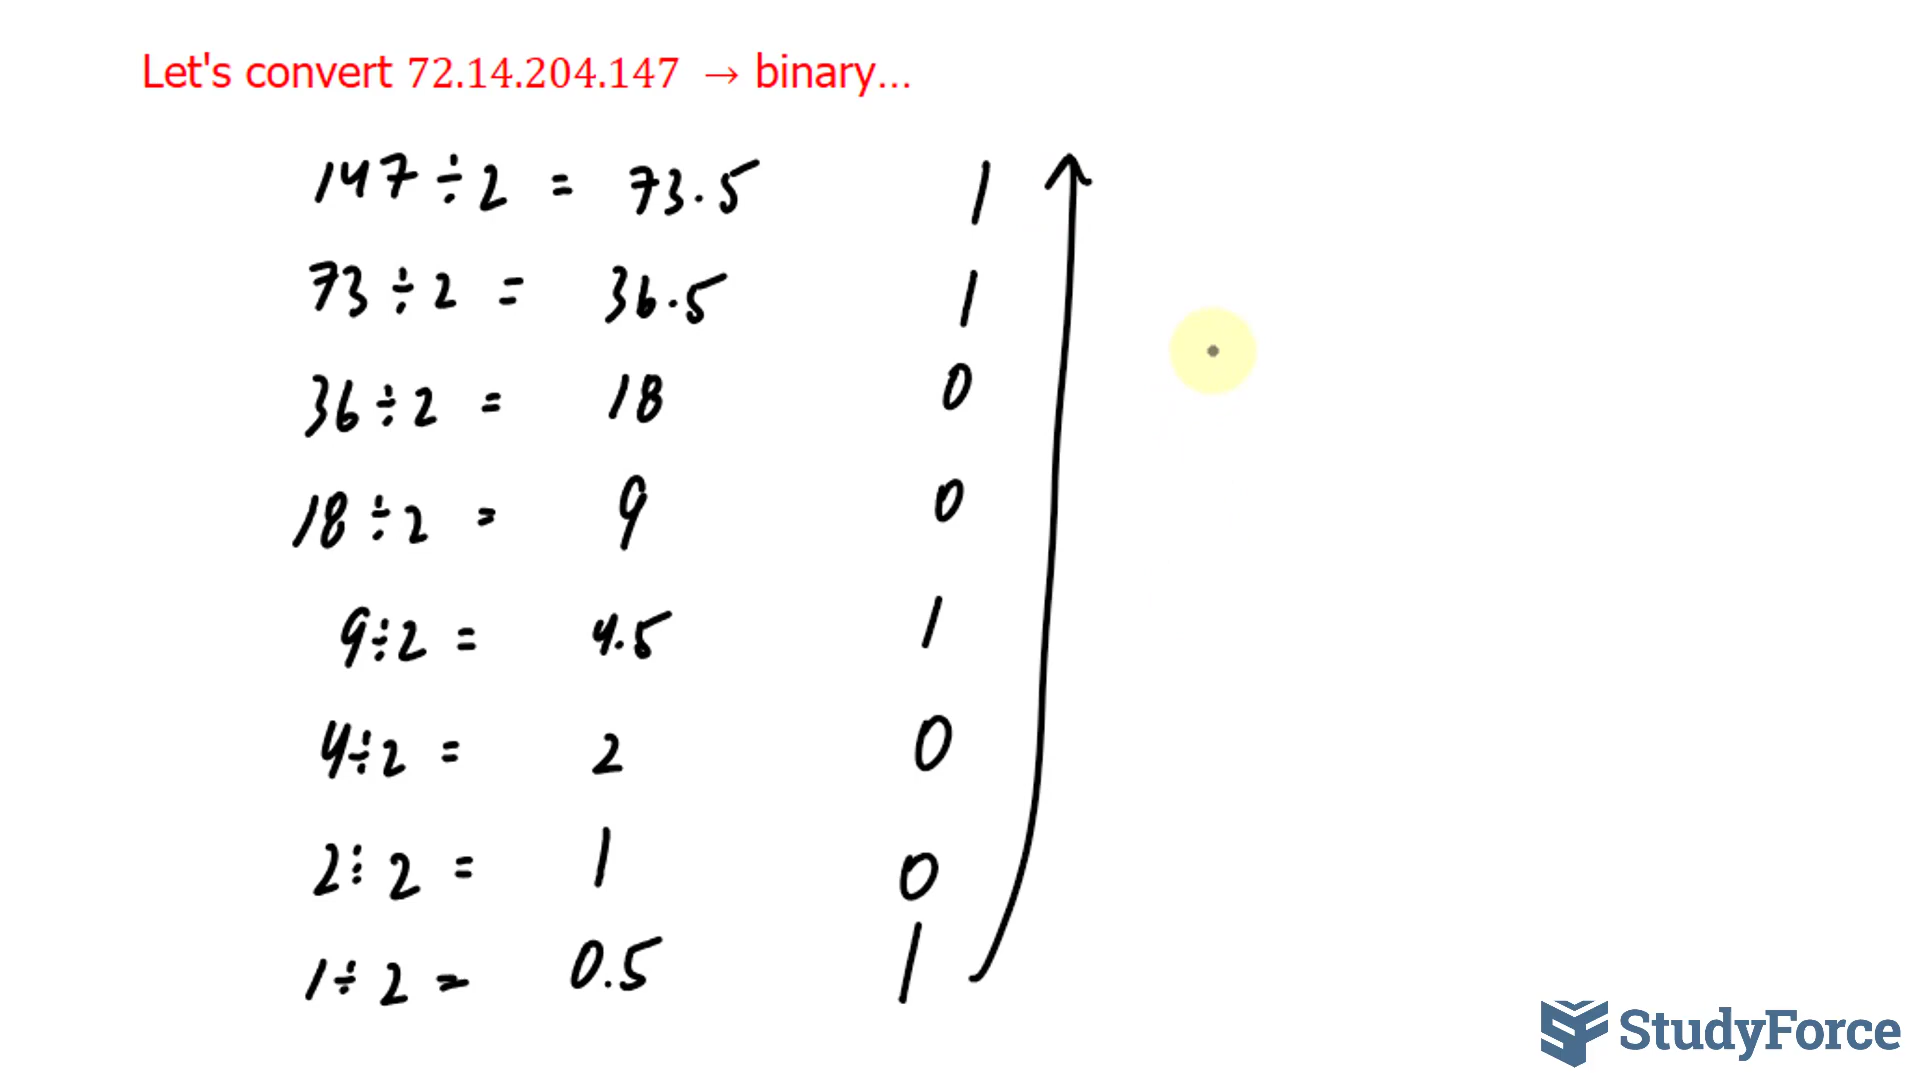 Let's convert 72.14.204.147 → binary...
147 ÷ 2 = 73.5 1
73 ÷ 2 = 36.5 1
36 ÷ 2 = 18 0
18 ÷ 2 = 9 0
9 ÷ 2 = 4.5 1
4 ÷ 2 = 2 0
2 ÷ 2 = 1 0
1 ÷ 2 = 0.5 1
StudyForce